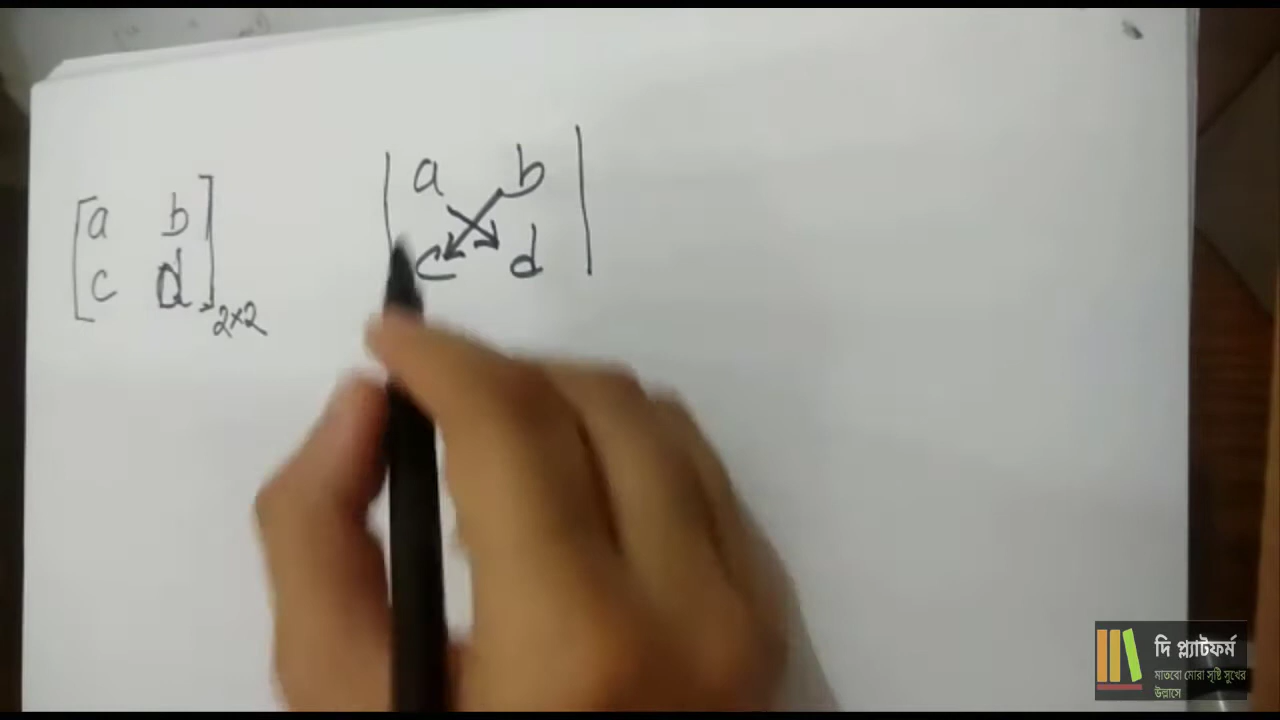 [a b
c d]2×2
|a b|
|c d|
দি প্ল্যাটফর্ম
মাতবো মোরা সৃষ্টি সুখের
উল্লাসে